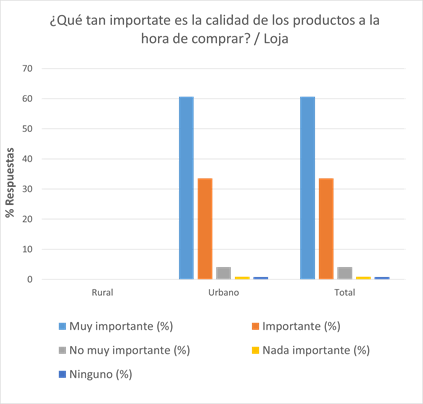 ¿Qué tan importate es la calidad de los productos a la
hora de comprar? / Loja
% Respuestas
70
60
50
40
30
20
10
0
Rural Urbano Total
Muy importante (%) Importante (%)
No muy importante (%) Nada importante (%)
Ninguno (%)